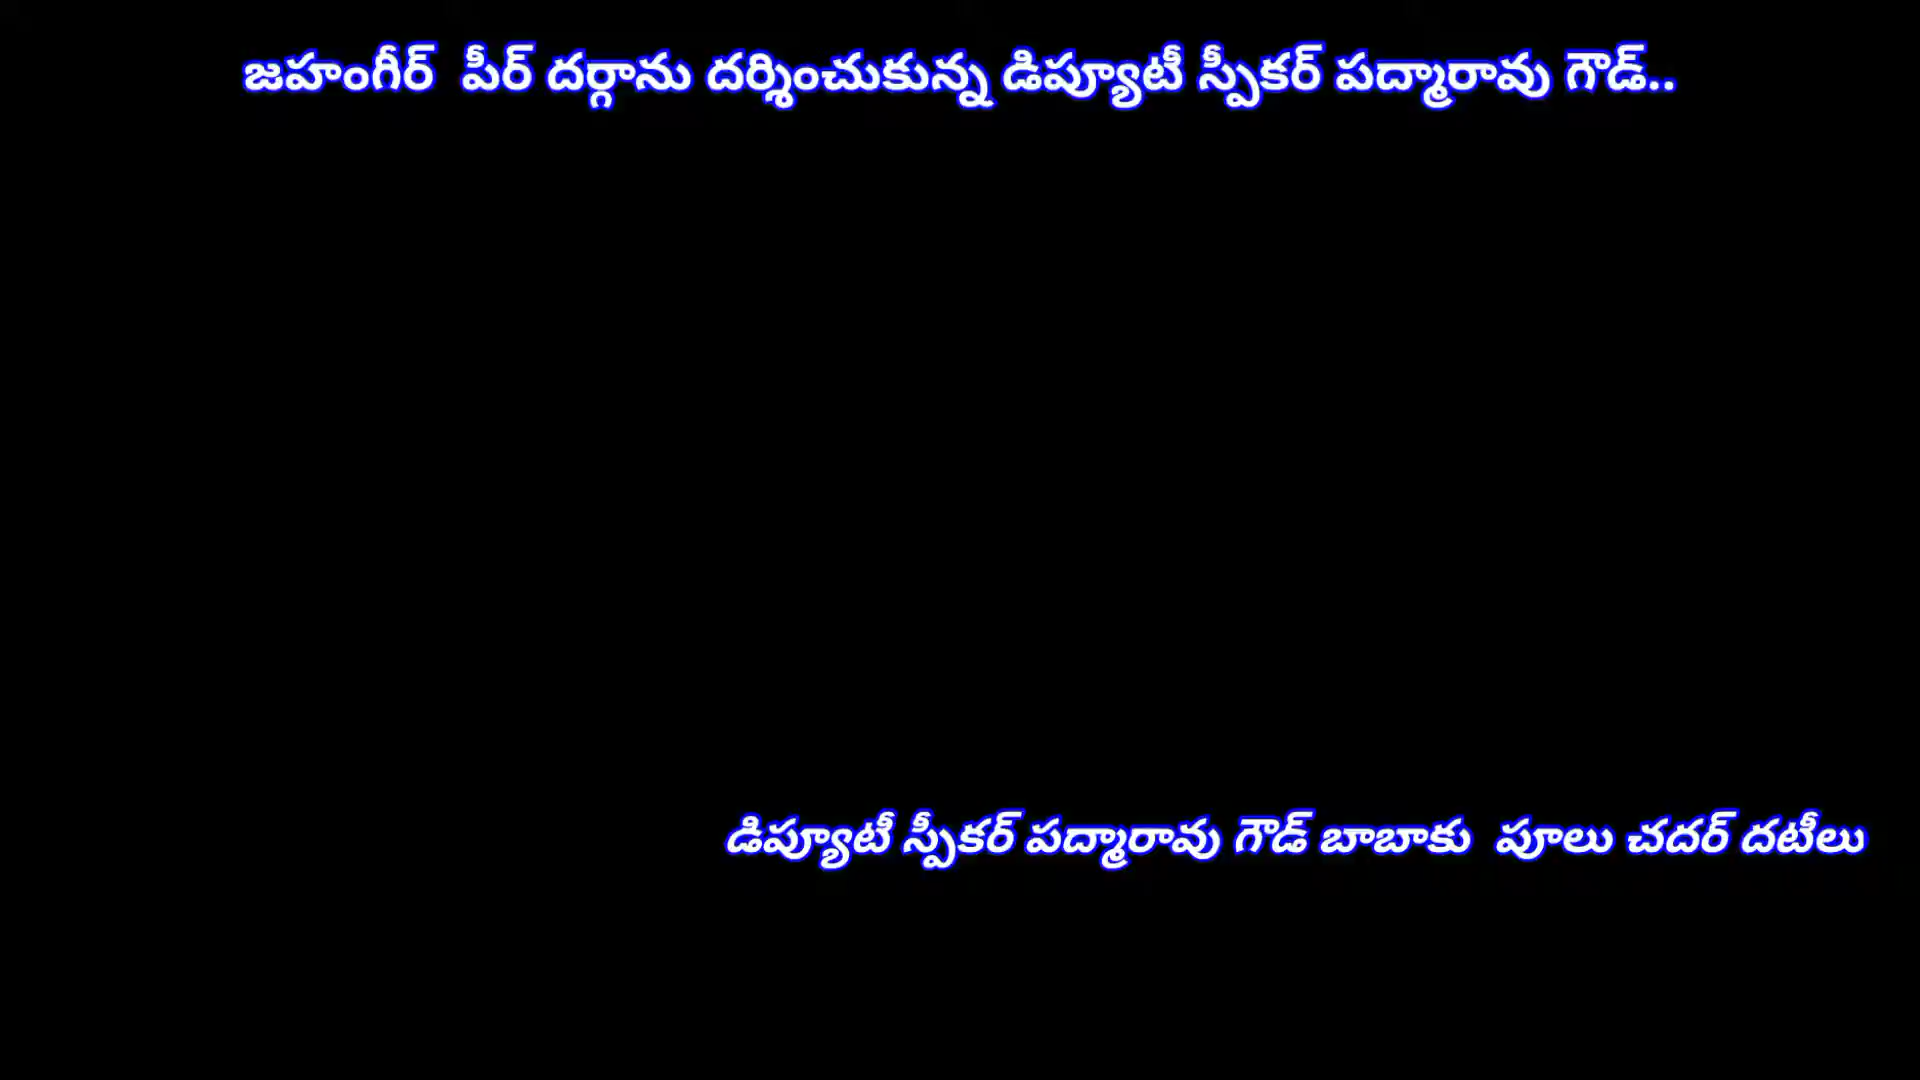 జహంగీర్ పీర్ దర్గాను దర్శించుకున్న డిప్యూటీ స్పీకర్ పద్మారావు గౌడ్..
డిప్యూటీ స్పీకర్ పద్మారావు గౌడ్ బాబాకు పూలు చదర్ దటీలు